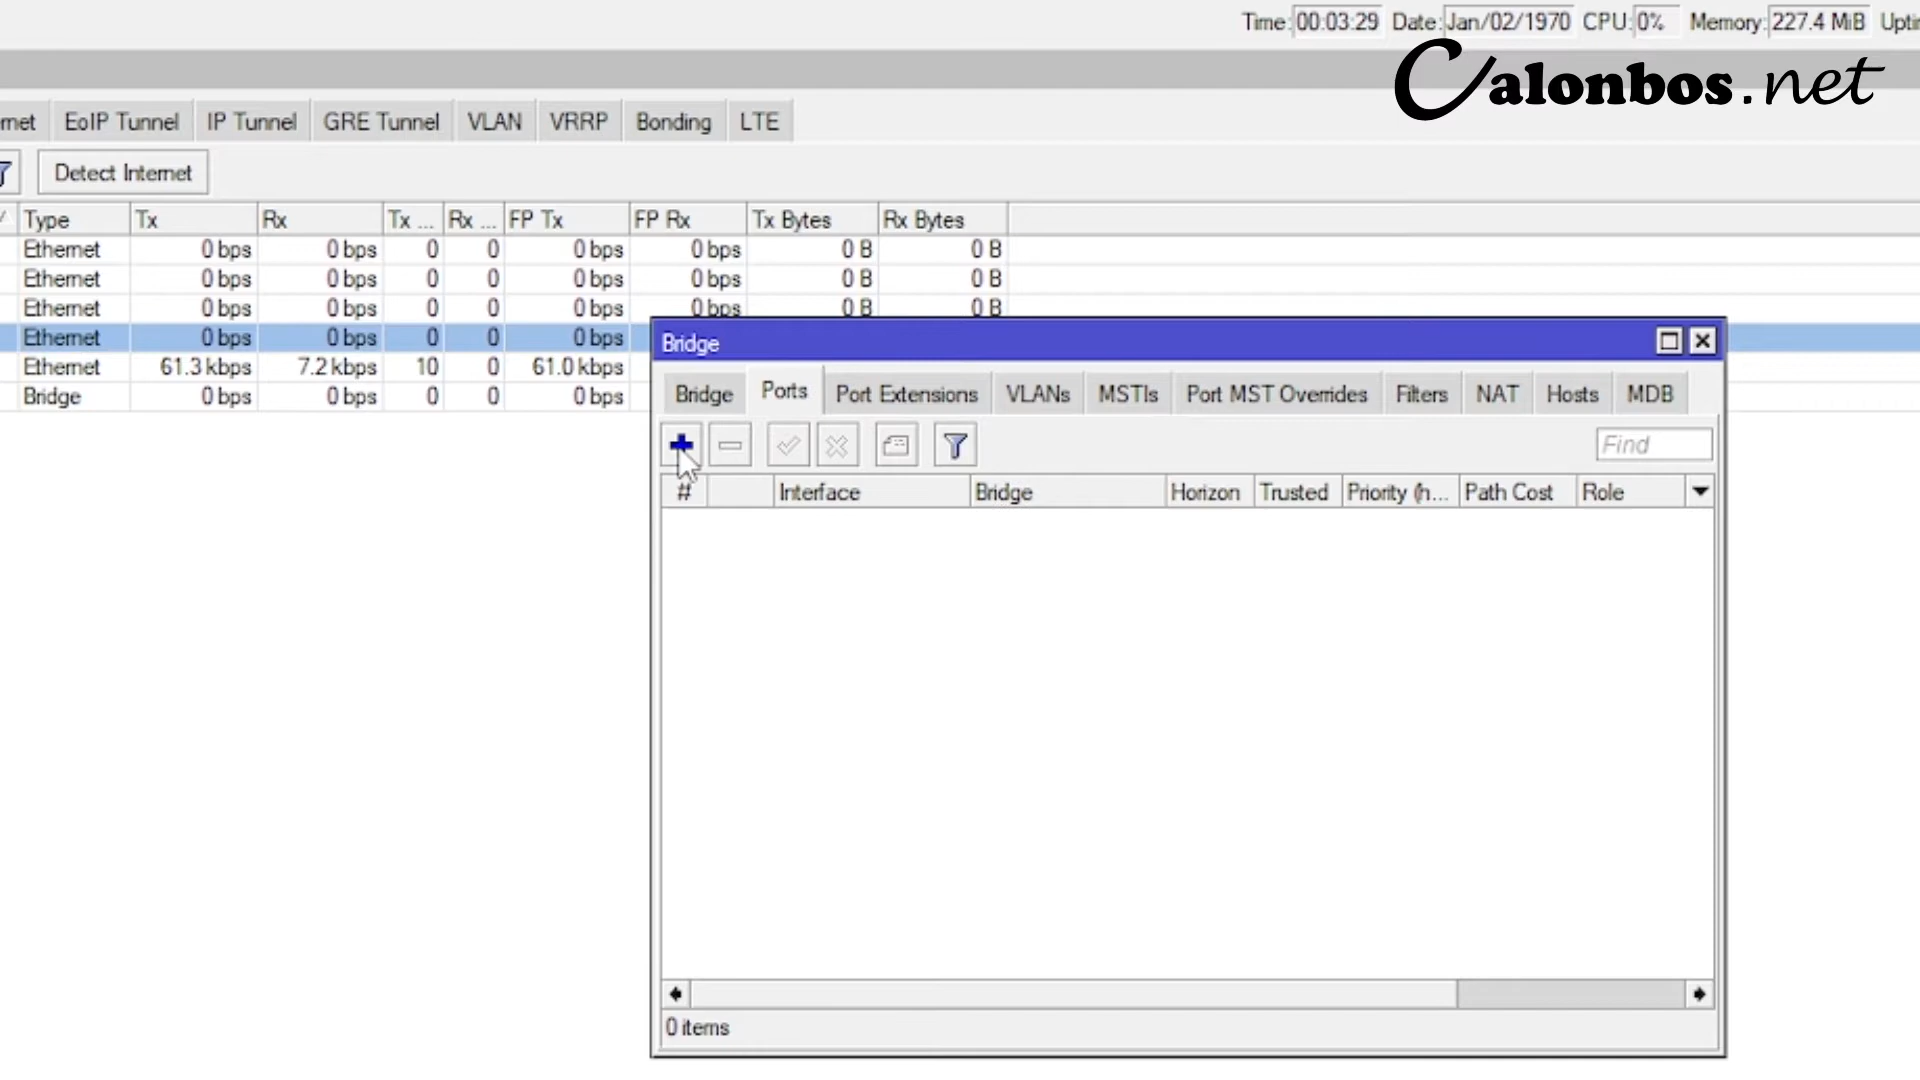 Time: 00:03:29 Date: Jan/02/1970 CPU: 0% Memory: 227.4 MiB
Calonbos.net
EoIP Tunnel IP Tunnel GRE Tunnel VLAN VRRP Bonding LTE
Detect Internet
Type Tx Rx Tx ... Rx ... FP Tx FP Rx Tx Bytes Rx Bytes
Ethernet 0 bps 0 bps 0 0 0 bps 0 bps 0 B 0 B
Ethernet 0 bps 0 bps 0 0 0 bps 0 bps 0 B 0 B
Ethernet 0 bps 0 bps 0 0 0 bps 0 bps 0 B 0 B
Ethernet 0 bps 0 bps 0 0 0 bps
Ethernet 61.3 kbps 7.2 kbps 10 0 61.0 kbps
Bridge 0 bps 0 bps 0 0 0 bps
Bridge
Bridge Ports Port Extensions VLANs MSTIs Port MST Overrides Filters NAT Hosts MDB
Find
# Interface Bridge Horizon Trusted Priority (h... Path Cost Role
0 items